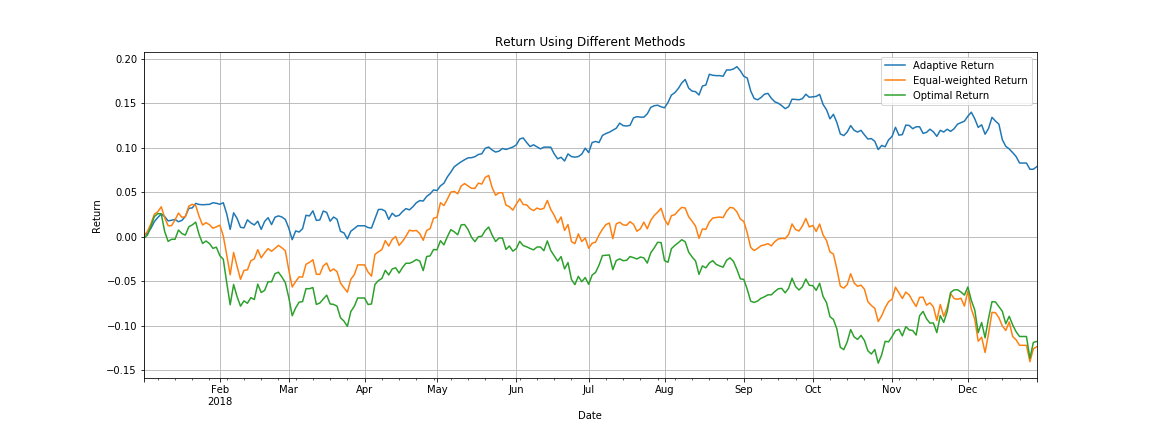 Return Using Different Methods
Adaptive Return
Equal-weighted Return
Optimal Return
Return
0.20
0.15
0.10
0.05
0.00
−0.05
−0.10
−0.15
Feb Mar Apr May Jun Jul Aug Sep Oct Nov Dec
2018
Date